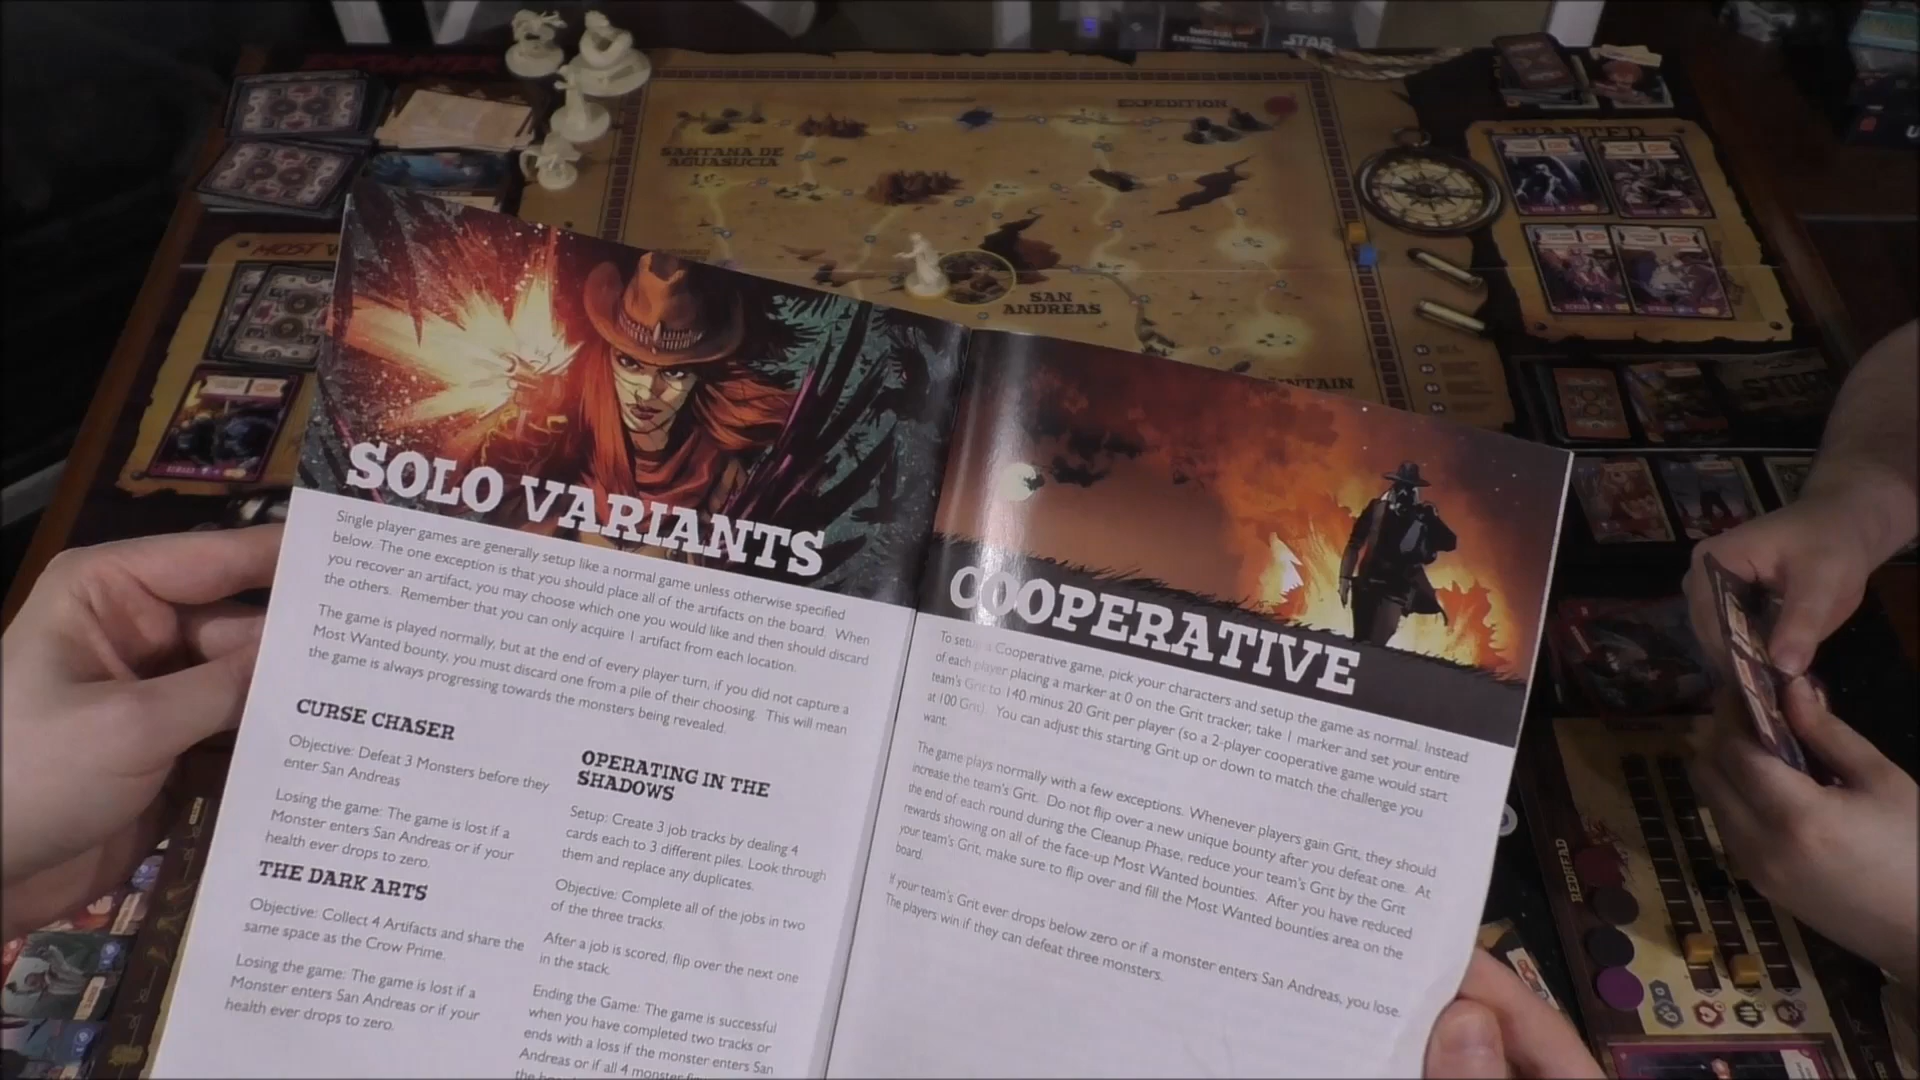 IMPERIAL
ENTANGLEMENTS
STAR
EXPEDITION
WANTED
SANTANA DE
AGUASUCIA
SAN
ANDREAS
MOST
REDHEAD
SOLO VARIANTS
Single player games are generally setup like a normal game unless otherwise specified
below. The one exception is that you should place all of the artifacts on the board. When
you recover an artifact, you may choose which one you would like and then should discard
the others. Remember that you can only acquire 1 artifact from each location.
The game is played normally, but at the end of every player turn, if you did not capture a
Most Wanted bounty, you must discard one from a pile of their choosing. This will mean
the game is always progressing towards the monsters being revealed.
CURSE CHASER
Objective: Defeat 3 Monsters before they
enter San Andreas
Losing the game: The game is lost if a
Monster enters San Andreas or if your
health ever drops to zero.
THE DARK ARTS
Objective: Collect 4 Artifacts and share the
same space as the Crow Prime.
Losing the game: The game is lost if a
Monster enters San Andreas or if your
health ever drops to zero.
OPERATING IN THE
SHADOWS
Setup: Create 3 job tracks by dealing 4
cards each to 3 different piles. Look through
them and replace any duplicates.
Objective: Complete all of the jobs in two
of the three tracks.
After a job is scored, flip over the next one
in the stack.
Ending the Game: The game is successful
when you have completed two tracks or
ends with a loss if the monster enters San
Andreas or if all 4 monster
COOPERATIVE
To setup a Cooperative game, pick your characters and setup the game as normal. Instead
of each player placing a marker at 0 on the Grit tracker, take 1 marker and set your entire
team's Grit to 140 minus 20 Grit per player (so a 2-player cooperative game would start
at 100 Grit). You can adjust this starting Grit up or down to match the challenge you
want.
The game plays normally with a few exceptions. Whenever players gain Grit, they should
increase the team's Grit. Do not flip over a new unique bounty after you defeat one. At
the end of each round during the Cleanup Phase, reduce your team's Grit by the Grit
rewards showing on all of the face-up Most Wanted bounties. After you have reduced
your team's Grit, make sure to flip over and fill the Most Wanted bounties area on the
board.
If your team's Grit ever drops below zero or if a monster enters San Andreas, you lose.
The players win if they can defeat three monsters.